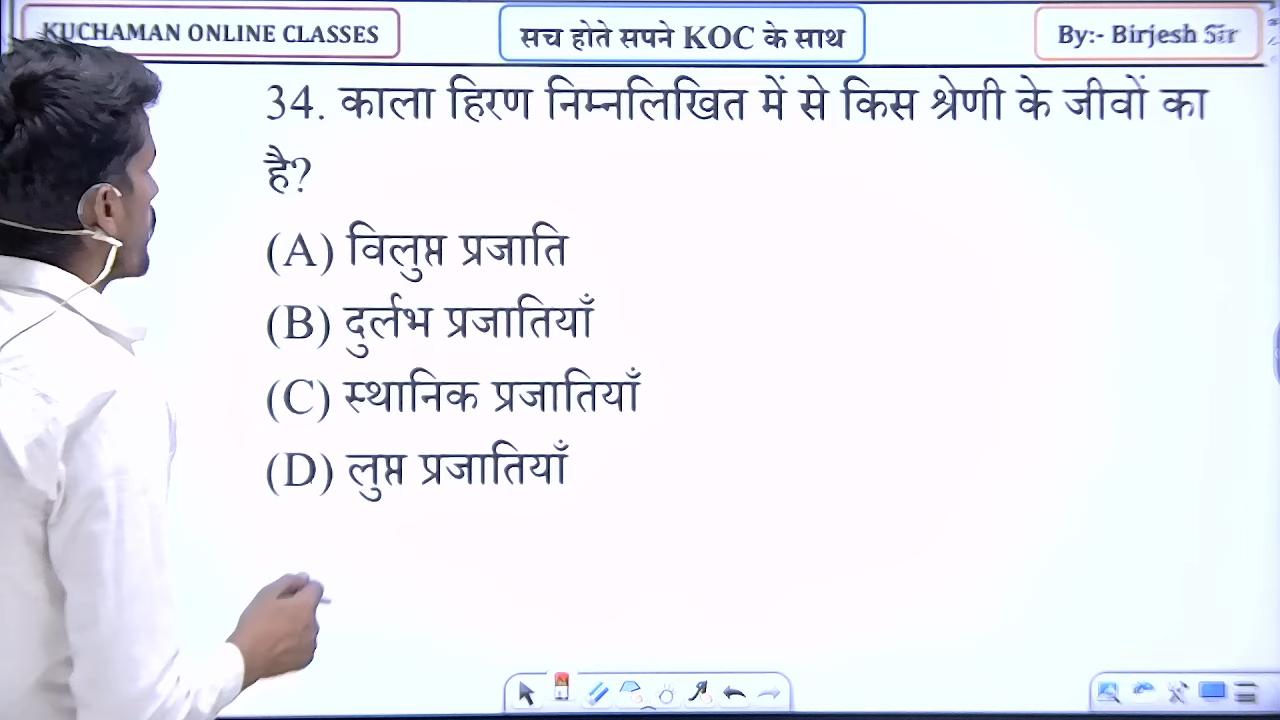 KUCHAMAN ONLINE CLASSES
सच होते सपने KOC के साथ
By:- Birjesh Sir
34. काला हिरण निम्नलिखित में से किस श्रेणी के जीवों का
है?
(A) विलुप्त प्रजाति
(B) दुर्लभ प्रजातियाँ
(C) स्थानिक प्रजातियाँ
(D) लुप्त प्रजातियाँ